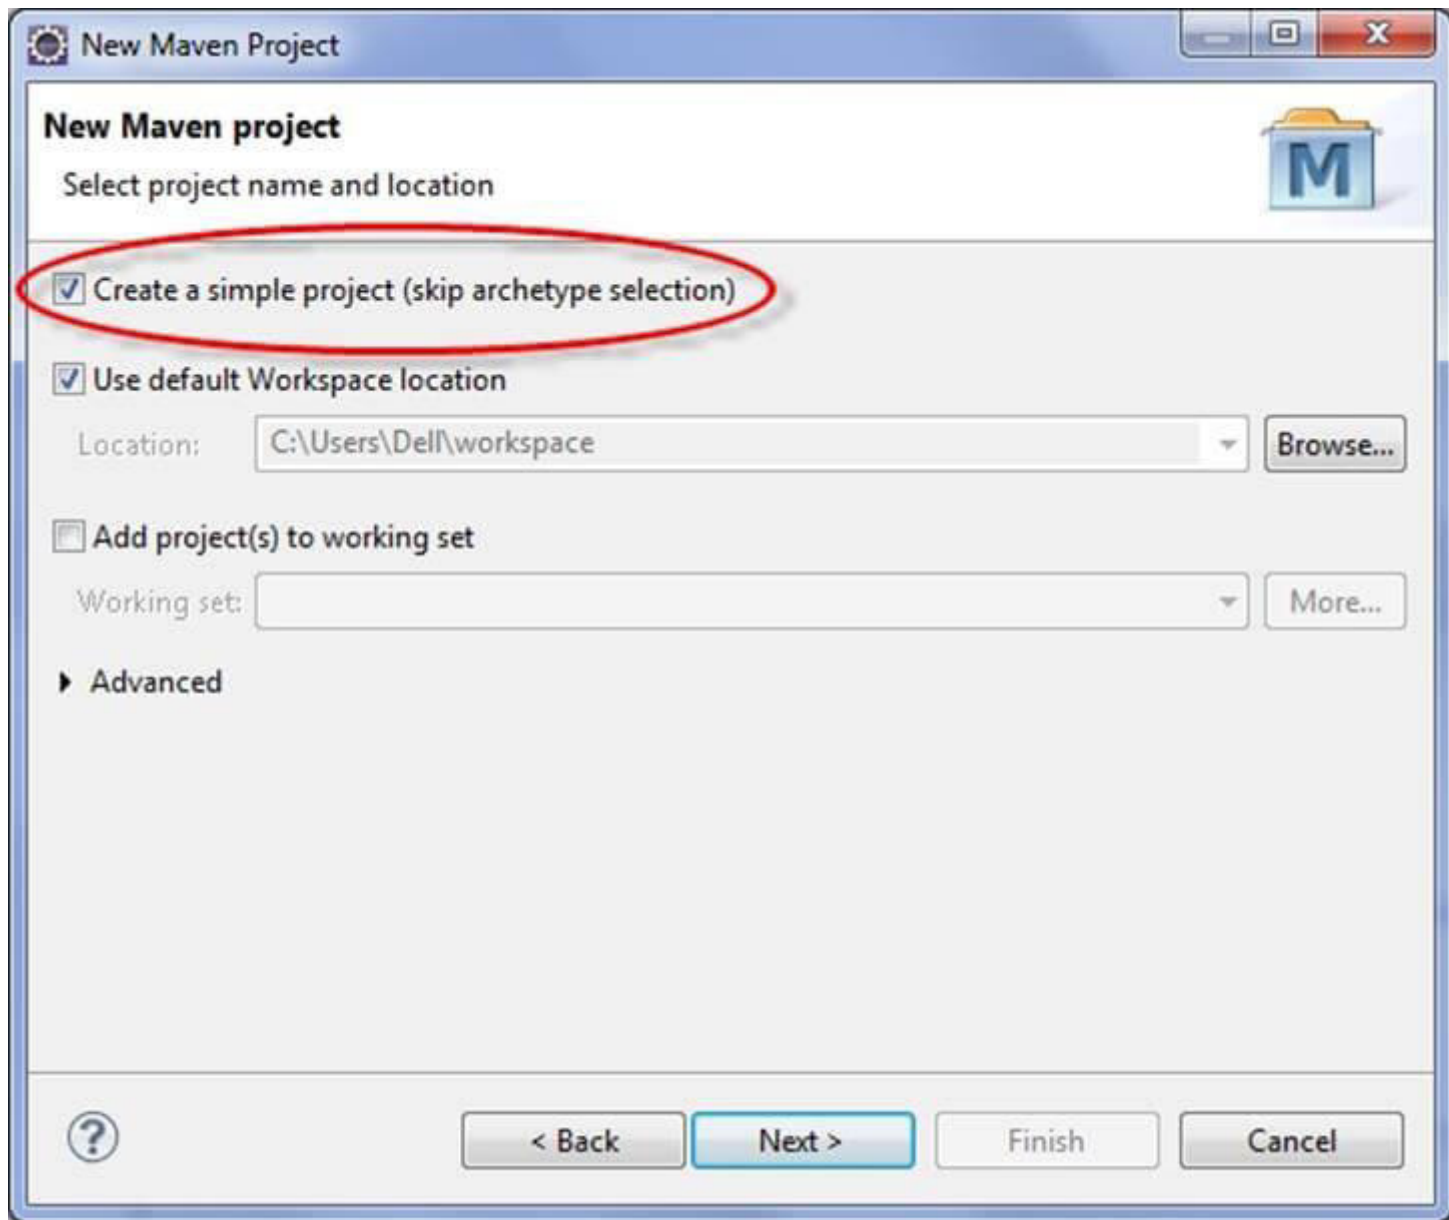 New Maven Project
New Maven project
M
Select project name and location
Create a simple project (skip archetype selection)
Use default Workspace location
Location: C:\Users\Dell\workspace Browse...
Add project(s) to working set
Working set: More...
Advanced
? < Back Next > Finish Cancel